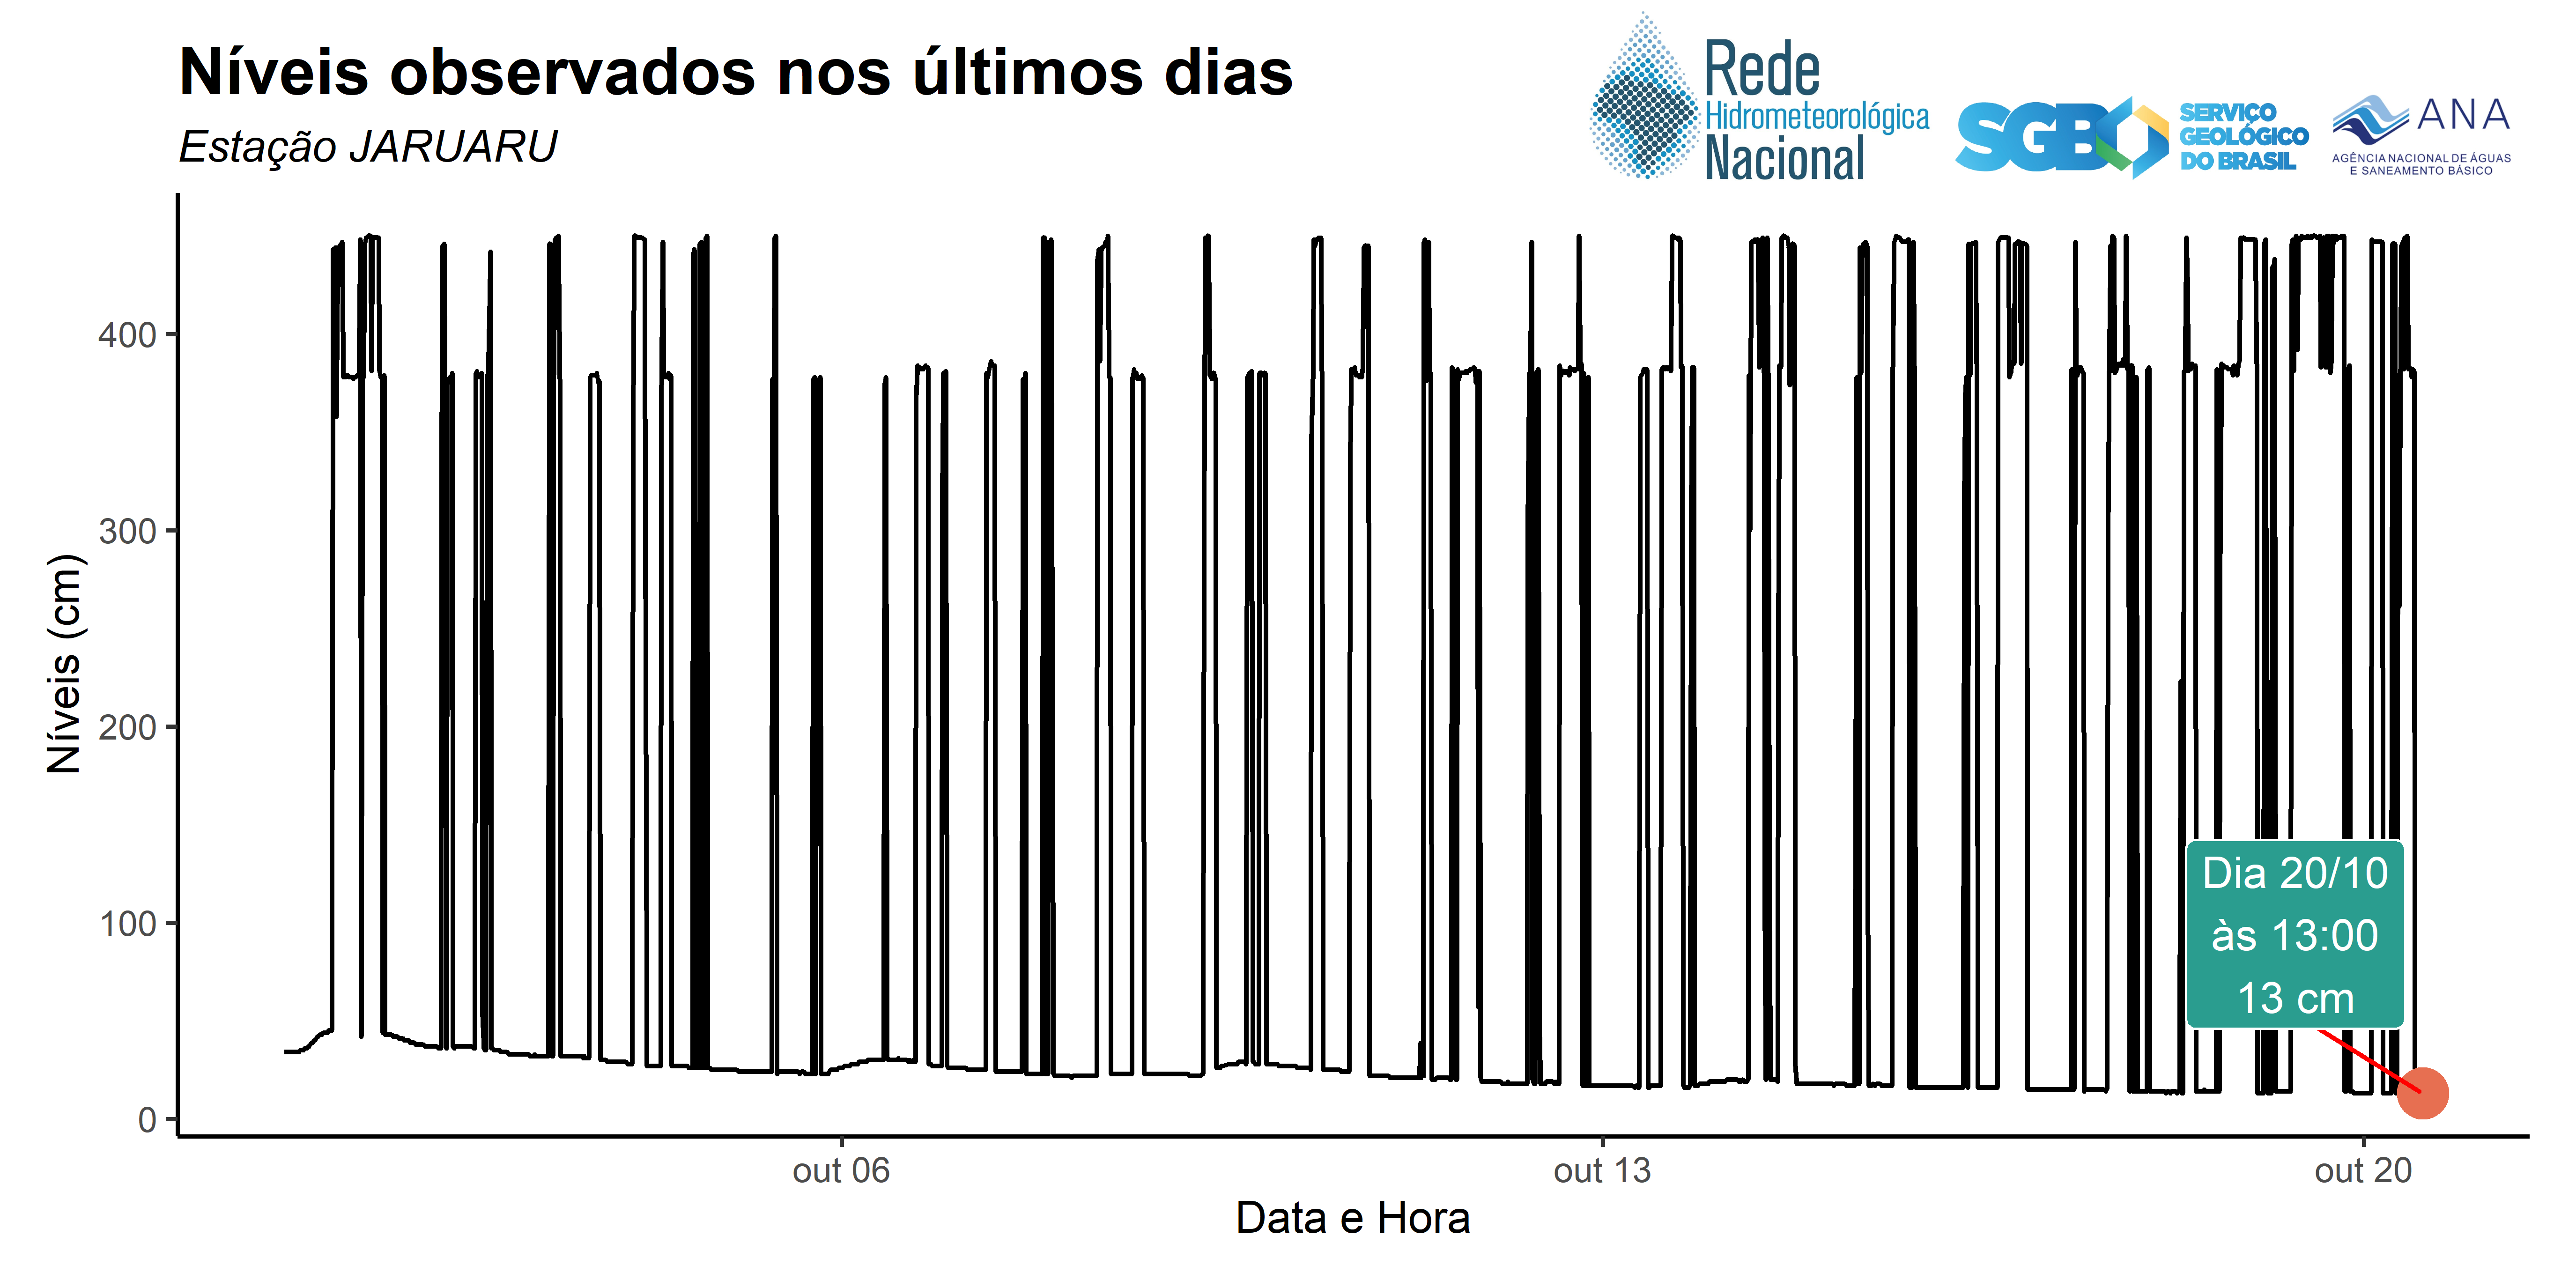 Níveis observados nos últimos dias
Estação JARUARU
Rede
Hidrometeorológica
Nacional
SGB
SERVIÇO
GEOLÓGICO
DO BRASIL
ANA
AGÊNCIA NACIONAL DE ÁGUAS
E SANEAMENTO BÁSICO
Níveis (cm)
400
300
200
100
0
Dia 20/10
às 13:00
13 cm
out 06
out 13
out 20
Data e Hora